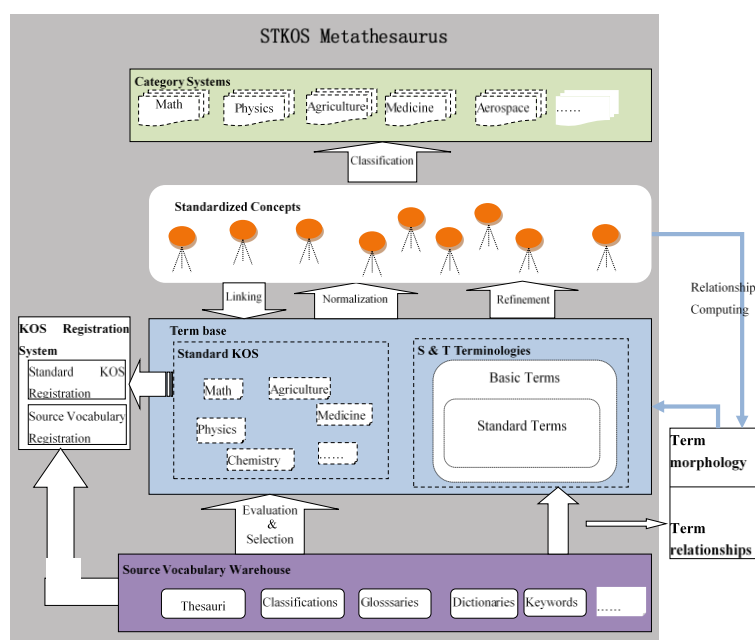 STKOS Metathesaurus
Category Systems
Math
Physics
Agriculture
Medicine
Aerospace
......
Classification
Standardized Concepts
Linking
Normalization
Refinement
Relationship
Computing
KOS Registration
System
Standard KOS
Registration
Source Vocabulary
Registration
Term base
Standard KOS
Math
Agriculture
Medicine
Physics
Chemistry
......
S & T Terminologies
Basic Terms
Standard Terms
Term
morphology
Term
relationships
Evaluation
&
Selection
Source Vocabulary Warehouse
Thesauri
Classifications
Glosssaries
Dictionaries
Keywords
......